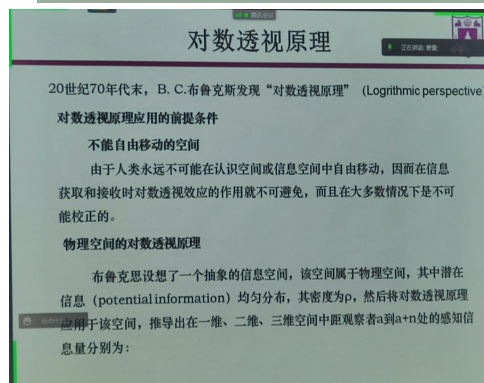 对数透视原理
正在讲话:
20世纪70年代末，B. C.布鲁克斯发现“对数透视原理” (Logrithmic perspective
对数透视原理应用的前提条件
不能自由移动的空间
由于人类永远不可能在认识空间或信息空间中自由移动，因而在信息
获取和接收时对数透视效应的作用就不可避免，而且在大多数情况下是不可
能校正的。
物理空间的对数透视原理
布鲁克思设想了一个抽象的信息空间，该空间属于物理空间，其中潜在
信息（potential information）均匀分布，其密度为ρ，然后将对数透视原理
应用于该空间，推导出在一维、二维、三维空间中距观察者a到a+n处的感知信
息量分别为：